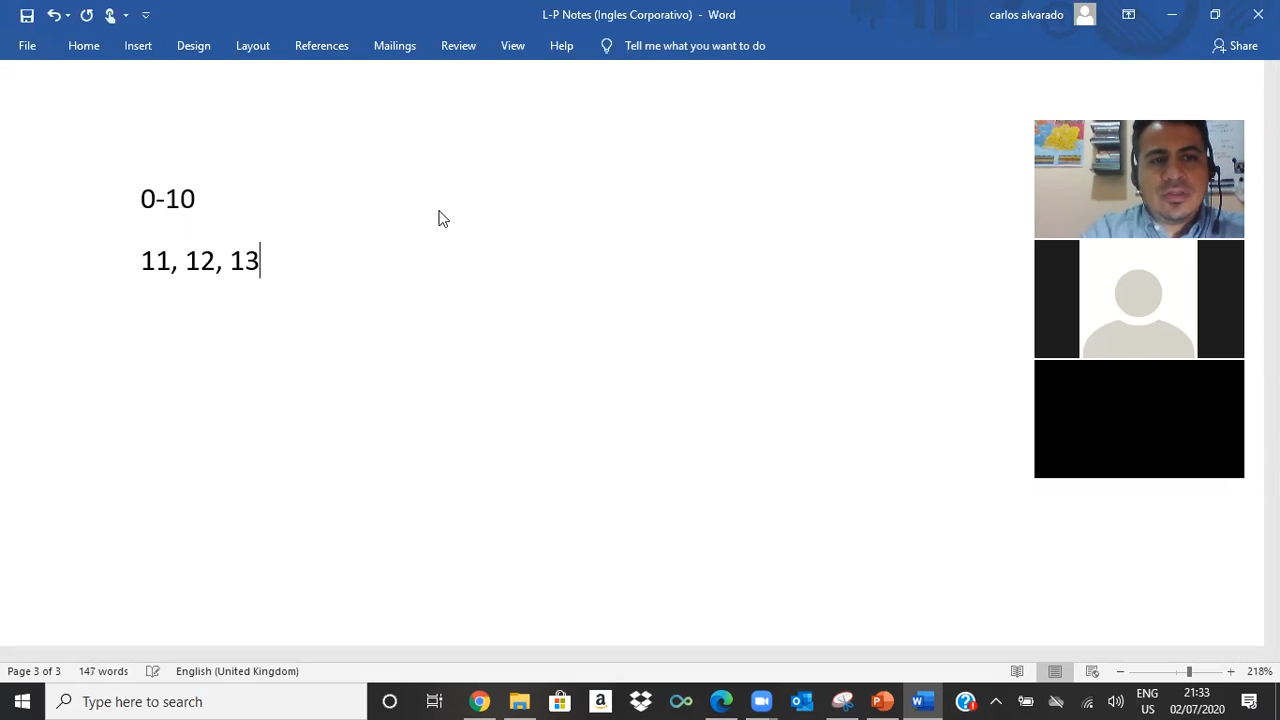 L-P Notes (Ingles Corporativo) - Word
carlos alvarado
File Home Insert Design Layout References Mailings Review View Help Tell me what you want to do Share
0-10
11, 12, 13
Page 3 of 3 147 words English (United Kingdom) 218%
Type here to search
ENG 21:33
US 02/07/2020